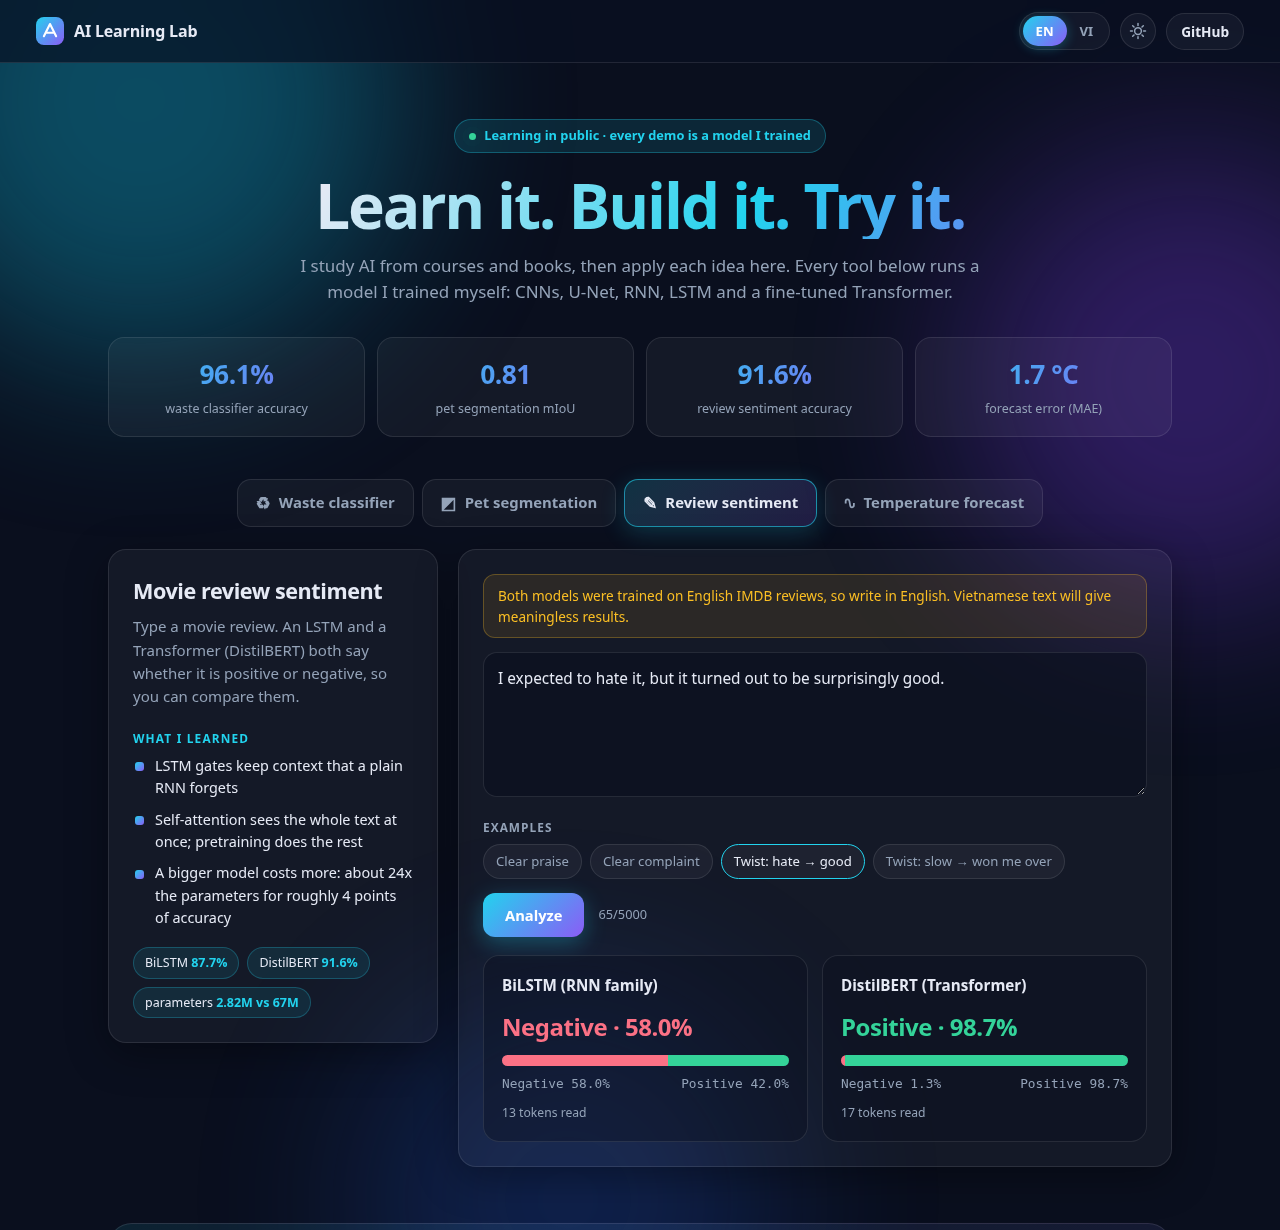 AI Learning Lab
EN VI GitHub
Learning in public · every demo is a model I trained
Learn it. Build it. Try it.
I study AI from courses and books, then apply each idea here. Every tool below runs a
model I trained myself: CNNs, U-Net, RNN, LSTM and a fine-tuned Transformer.
96.1%
waste classifier accuracy
0.81
pet segmentation mIoU
91.6%
review sentiment accuracy
1.7 °C
forecast error (MAE)
♻ Waste classifier
◩ Pet segmentation
✎ Review sentiment
∿ Temperature forecast
Movie review sentiment
Type a movie review. An LSTM and a
Transformer (DistilBERT) both say
whether it is positive or negative, so
you can compare them.
WHAT I LEARNED
LSTM gates keep context that a plain
RNN forgets
Self-attention sees the whole text at
once; pretraining does the rest
A bigger model costs more: about 24x
the parameters for roughly 4 points
of accuracy
BiLSTM 87.7%
DistilBERT 91.6%
parameters 2.82M vs 67M
Both models were trained on English IMDB reviews, so write in English. Vietnamese text will give
meaningless results.
I expected to hate it, but it turned out to be surprisingly good.
EXAMPLES
Clear praise
Clear complaint
Twist: hate → good
Twist: slow → won me over
Analyze
65/5000
BiLSTM (RNN family)
Negative · 58.0%
Negative 58.0% Positive 42.0%
13 tokens read
DistilBERT (Transformer)
Positive · 98.7%
Negative 1.3% Positive 98.7%
17 tokens read